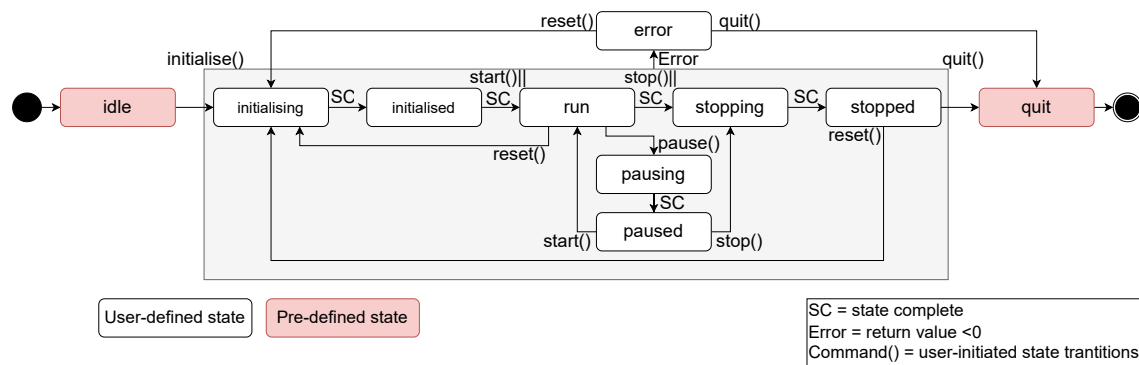 reset()
error
quit()
initialise()
Error
start()||
stop()||
quit()
idle
initialising
SC
initialised
SC
run
SC
stopping
SC
stopped
quit
reset()
pause()
reset()
pausing
SC
paused
start()
stop()
User-defined state
Pre-defined state
SC = state complete
Error = return value <0
Command() = user-initiated state trantitions